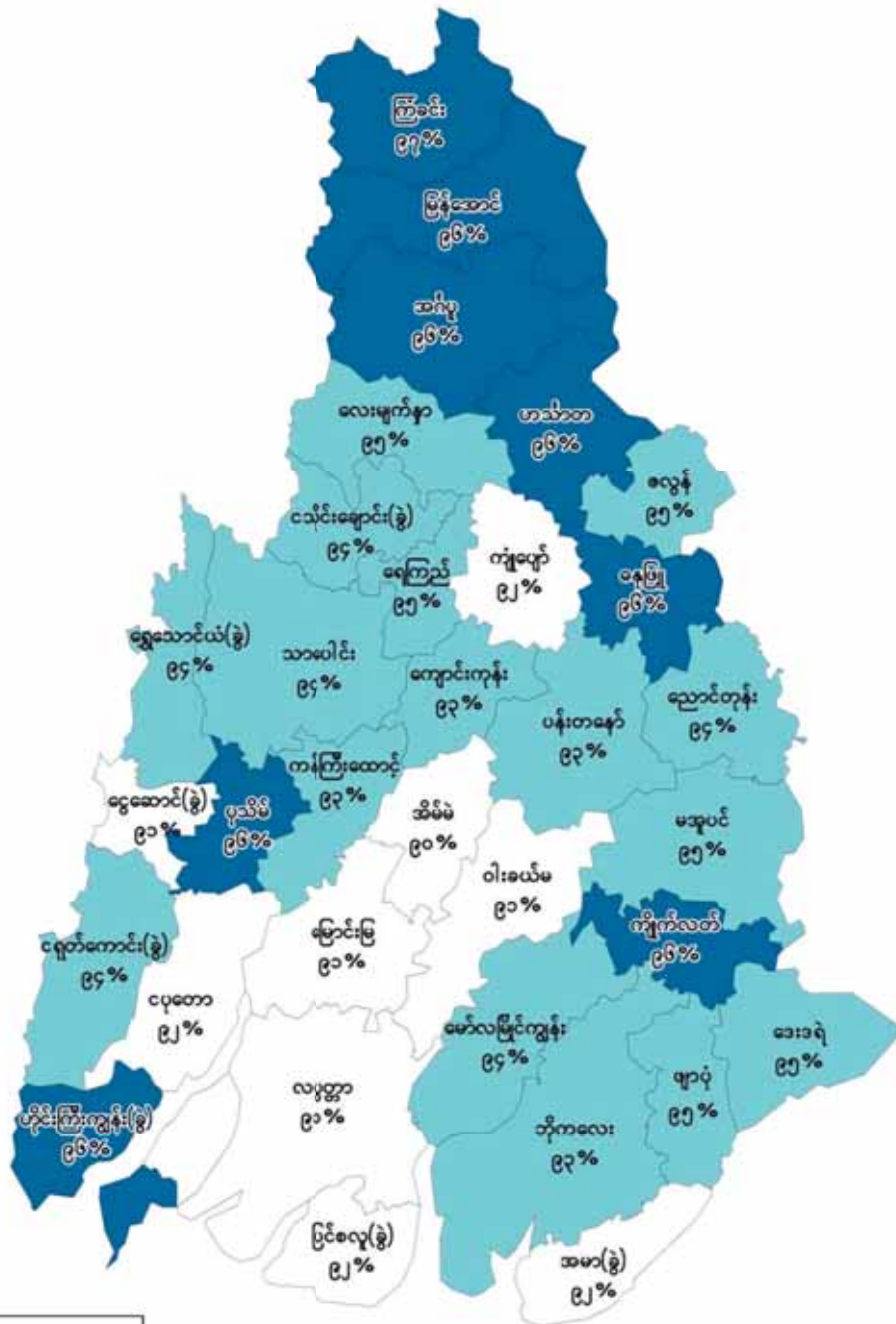 ကြံခင်း
၉၇%
မြန်အောင်
၉၆%
အင်္ဂပူ
၉၆%
ဟင်္သာတ
၉၆%
လေးမျက်နှာ
၉၅%
ဇလွန်
၉၅%
ငသိုင်းချောင်း(ခွဲ)
၉၄%
ရေကြည်
၉၅%
ကျုံပျော်
၉၂%
ဓနုဖြူ
၉၆%
ရွှေသောင်ယံ(ခွဲ)
၉၄%
သာပေါင်း
၉၄%
ကျောင်းကုန်း
၉၃%
ပန်းတနော်
၉၃%
ညောင်တုန်း
၉၄%
ကန်ကြီးထောင့်
၉၃%
ငွေဆောင်(ခွဲ)
၉၁%
ပုသိမ်
၉၆%
အိမ်မဲ
၉၀%
မအူပင်
၉၅%
ဝါးခယ်မ
၉၁%
ကျိုက်လတ်
၉၆%
မြောင်းမြ
၉၁%
ငရုတ်ကောင်း(ခွဲ)
၉၄%
ငပုတော
၉၂%
မော်လမြိုင်ကျွန်း
၉၄%
ဒေးဒရဲ
၉၅%
ဖျာပုံ
၉၅%
လပွတ္တာ
၉၁%
ဘိုကလေး
၉၃%
ဟိုင်းကြီးကျွန်း(ခွဲ)
၉၆%
ပြင်စလူ(ခွဲ)
၉၂%
အမာ(ခွဲ)
၉၂%